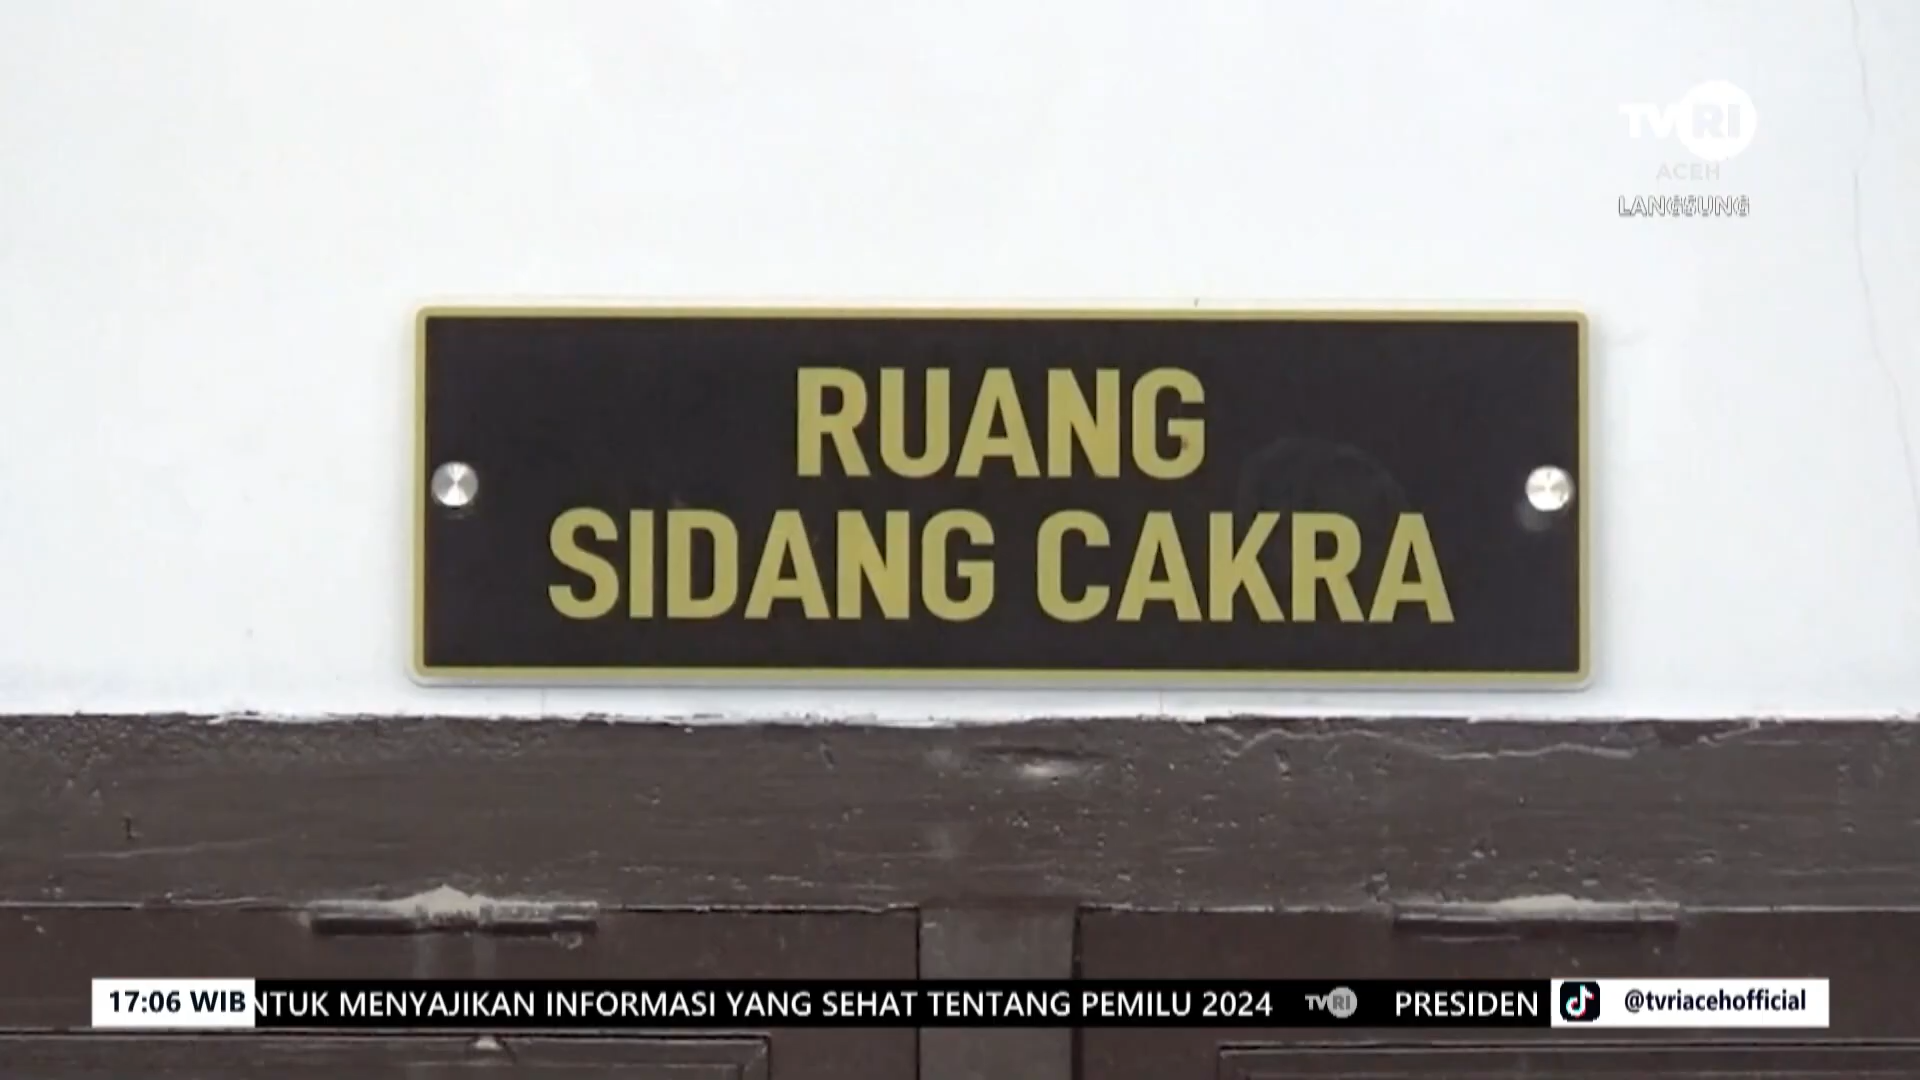 TVRI
ACEH
LANGSUNG
RUANG
SIDANG CAKRA
17:06 WIB
NTUK MENYAJIKAN INFORMASI YANG SEHAT TENTANG PEMILU 2024 TVRI PRESIDEN
@tvriacehofficial